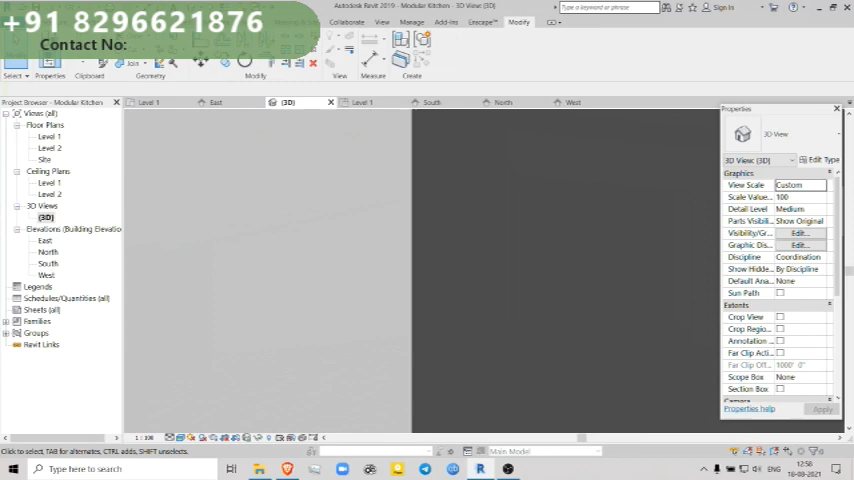 +91 8296621876
Contact No:
Autodesk Revit 2019 - Modular Kitchen - 3D View: {3D}
Type a keyword or phrase
Sign In
Collaborate
View
Manage
Add-Ins
Enscape™
Modify
Join
Select
Properties
Clipboard
Geometry
Modify
View
Measure
Create
Project Browser - Modular Kitchen
Level 1
East
{3D}
Level 1
South
North
West
Views (all)
Floor Plans
Level 1
Level 2
Site
Ceiling Plans
Level 1
Level 2
3D Views
{3D}
Elevations (Building Elevatio
East
North
South
West
Legends
Schedules/Quantities (all)
Sheets (all)
Families
Groups
Revit Links
Properties
3D View
3D View: {3D}
Edit Type
Graphics
View Scale
Custom
Scale Value...
100
Detail Level
Medium
Parts Visibili...
Show Original
Visibility/Gr...
Edit...
Graphic Dis...
Edit...
Discipline
Coordination
Show Hidde...
By Discipline
Default Ana...
None
Sun Path
Extents
Crop View
Crop Regio...
Annotation ...
Far Clip Acti...
Far Clip Off...
1000' 0"
Scope Box
None
Section Box
Camera
Properties help
Apply
1 : 100
Click to select, TAB for alternates, CTRL adds, SHIFT unselects.
:0
Main Model
:0
Type here to search
12:58
18-08-2021